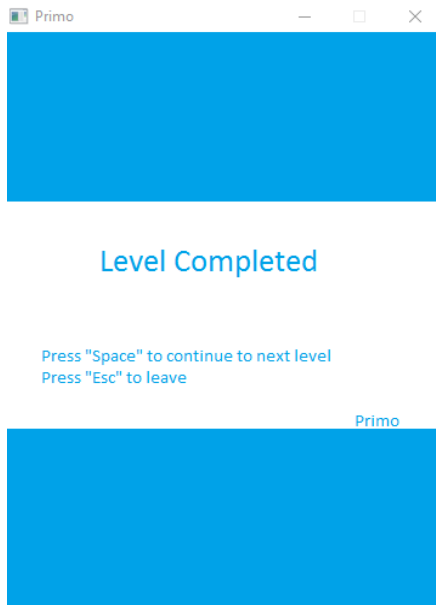 Primo
Level Completed
Press "Space" to continue to next level
Press "Esc" to leave
Primo